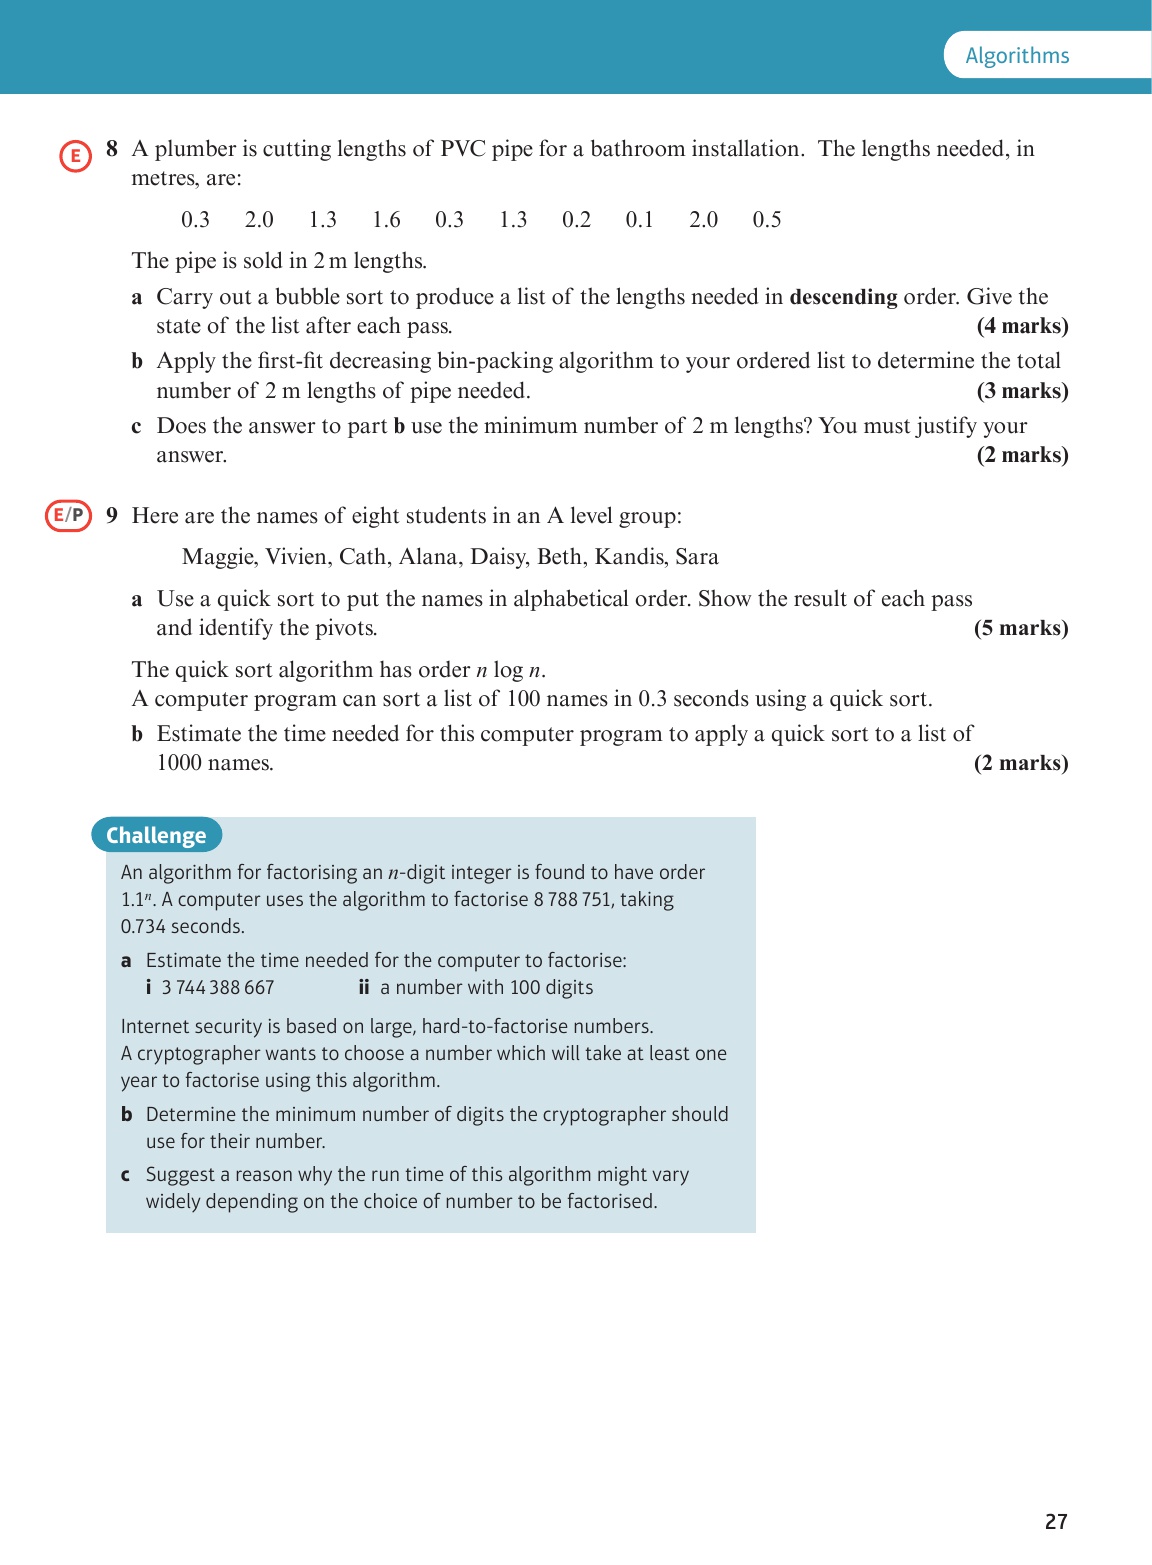 Algorithms
E 8 A plumber is cutting lengths of PVC pipe for a bathroom installation. The lengths needed, in
metres, are:
0.3 2.0 1.3 1.6 0.3 1.3 0.2 0.1 2.0 0.5
The pipe is sold in 2 m lengths.
a Carry out a bubble sort to produce a list of the lengths needed in descending order. Give the
state of the list after each pass. (4 marks)
b Apply the first-fit decreasing bin-packing algorithm to your ordered list to determine the total
number of 2 m lengths of pipe needed. (3 marks)
c Does the answer to part b use the minimum number of 2 m lengths? You must justify your
answer. (2 marks)
E/P 9 Here are the names of eight students in an A level group:
Maggie, Vivien, Cath, Alana, Daisy, Beth, Kandis, Sara
a Use a quick sort to put the names in alphabetical order. Show the result of each pass
and identify the pivots. (5 marks)
The quick sort algorithm has order n log n.
A computer program can sort a list of 100 names in 0.3 seconds using a quick sort.
b Estimate the time needed for this computer program to apply a quick sort to a list of
1000 names. (2 marks)
Challenge
An algorithm for factorising an n-digit integer is found to have order
1.1ⁿ. A computer uses the algorithm to factorise 8 788 751, taking
0.734 seconds.
a Estimate the time needed for the computer to factorise:
i 3 744 388 667 ii a number with 100 digits
Internet security is based on large, hard-to-factorise numbers.
A cryptographer wants to choose a number which will take at least one
year to factorise using this algorithm.
b Determine the minimum number of digits the cryptographer should
use for their number.
c Suggest a reason why the run time of this algorithm might vary
widely depending on the choice of number to be factorised.
27